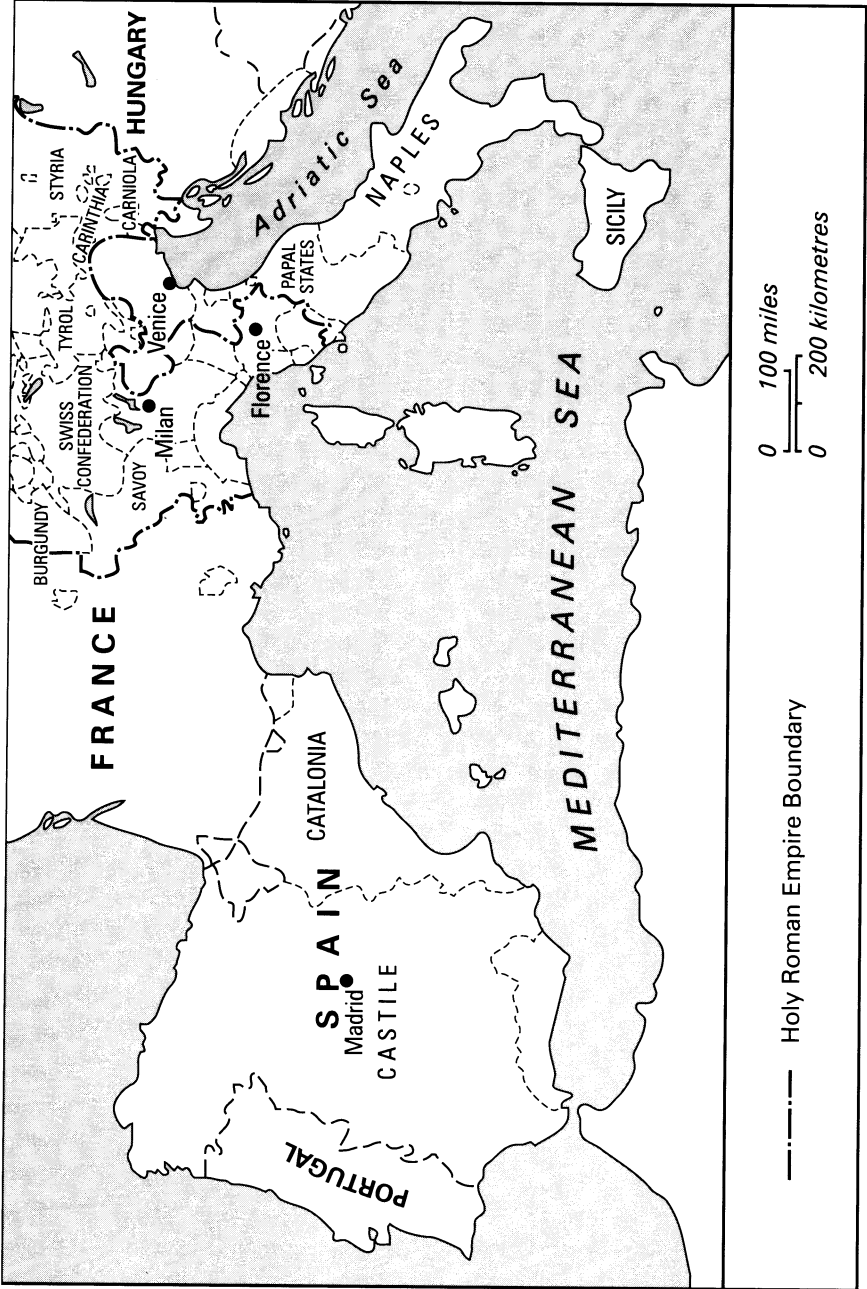 BURGUNDY
SWISS
CONFEDERATION
TYROL
STYRIA
CARINTHIA
CARNIOLA
HUNGARY
FRANCE
SAVOY
Milan
Venice
Florence
PAPAL
STATES
Adriatic Sea
NAPLES
SICILY
CATALONIA
SPAIN
Madrid
CASTILE
PORTUGAL
MEDITERRANEAN SEA
Holy Roman Empire Boundary
0 100 miles
0 200 kilometres